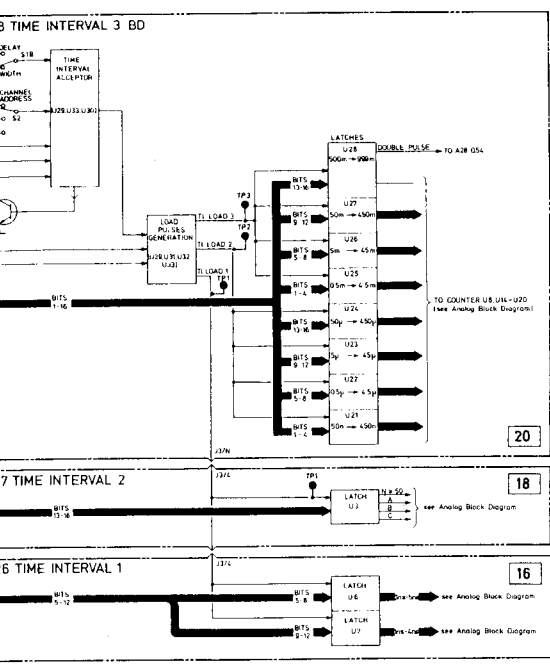 TIME INTERVAL 3 BD
DELAY
S1B
WIDTH
TIME
INTERVAL
ACCEPTOR
CHANNEL
ADDRESS
S2
(U29,U33,U30)
LATCHES
U28
500m → 999m
DOUBLE PULSE
TO A28 Q54
BITS
13-16
TP3
U27
50m → 450m
BITS
9-12
LOAD
PULSES
GENERATION
TI LOAD 3
TP2
U26
5m → 45m
BITS
5-8
TI LOAD 2
U25
0.5m → 4.5m
BITS
1-4
TI LOAD 1
TP1
BITS
1-16
TO COUNTER U8,U14-U20
(see Analog Block Diagram)
U24
50µ → 450µ
BITS
13-16
U23
5µ → 45µ
BITS
9-12
U22
0.5µ → 4.5µ
BITS
5-8
U21
50n → 450n
BITS
1-4
20
J3/N
7 TIME INTERVAL 2
J3/4
TP1
18
LATCH
U3
N ≥ 50
A
B
C
see Analog Block Diagram
BITS
13-16
6 TIME INTERVAL 1
J3/4
16
BITS
5-12
LATCH
U6
BITS
5-8
see Analog Block Diagram
LATCH
U7
BITS
9-12
see Analog Block Diagram